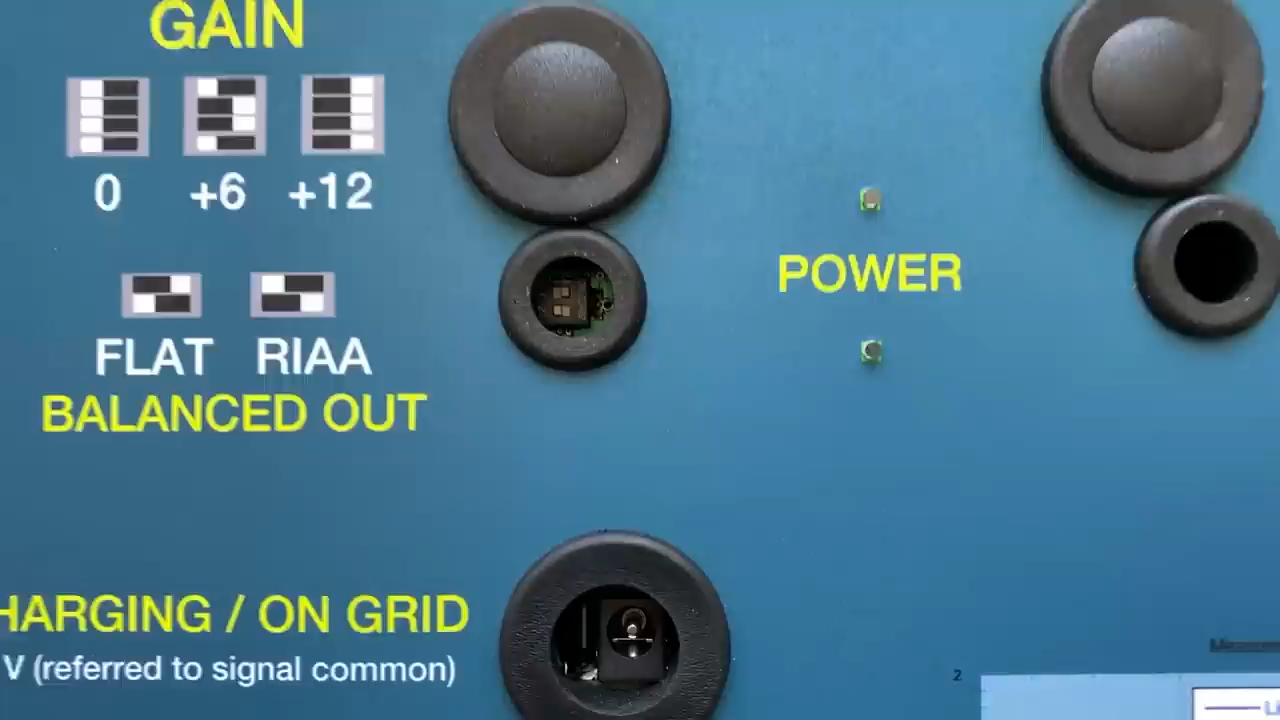 GAIN
0 +6 +12
FLAT RIAA
BALANCED OUT
POWER
HARGING / ON GRID
V (referred to signal common)
2